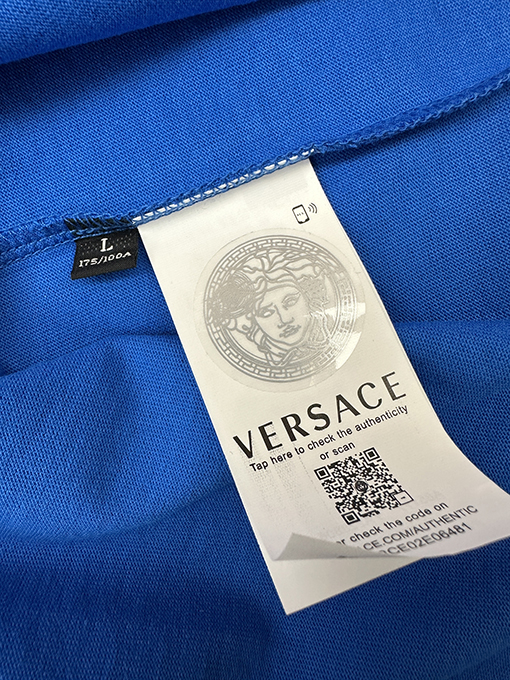 L
175/100A
VERSACE
Tap here to check the authenticity
or scan
or check the code on
ACE.COM/AUTHENTIC
CE02E06481